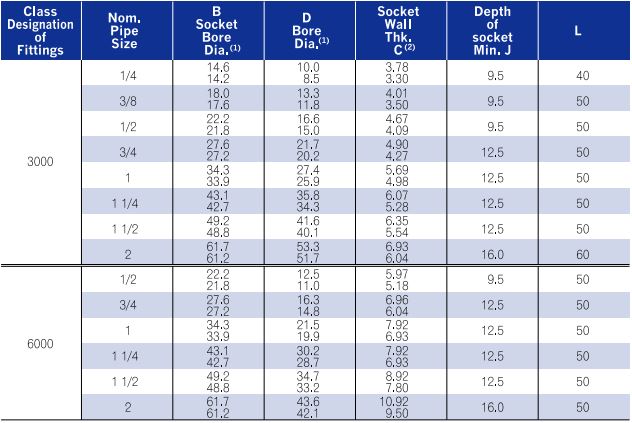 Class Designation of Fittings | Nom. Pipe Size | B Socket Bore Dia.(1) | D Bore Dia.(1) | Socket Wall Thk. C(2) | Depth of socket Min. J | L
3000
1/4 | 14.6 14.2 | 10.0 8.5 | 3.78 3.30 | 9.5 | 40
3/8 | 18.0 17.6 | 13.3 11.8 | 4.01 3.50 | 9.5 | 50
1/2 | 22.2 21.8 | 16.6 15.0 | 4.67 4.09 | 9.5 | 50
3/4 | 27.6 27.2 | 21.7 20.2 | 4.90 4.27 | 12.5 | 50
1 | 34.3 33.9 | 27.4 25.9 | 5.69 4.98 | 12.5 | 50
1 1/4 | 43.1 42.7 | 35.8 34.3 | 6.07 5.28 | 12.5 | 50
1 1/2 | 49.2 48.8 | 41.6 40.1 | 6.35 5.54 | 12.5 | 50
2 | 61.7 61.2 | 53.3 51.7 | 6.93 6.04 | 16.0 | 60
6000
1/2 | 22.2 21.8 | 12.5 11.0 | 5.97 5.18 | 9.5 | 50
3/4 | 27.6 27.2 | 16.3 14.8 | 6.96 6.04 | 12.5 | 50
1 | 34.3 33.9 | 21.5 19.9 | 7.92 6.93 | 12.5 | 50
1 1/4 | 43.1 42.7 | 30.2 28.7 | 7.92 6.93 | 12.5 | 50
1 1/2 | 49.2 48.8 | 34.7 33.2 | 8.92 7.80 | 12.5 | 50
2 | 61.7 61.2 | 43.6 42.1 | 10.92 9.50 | 16.0 | 50